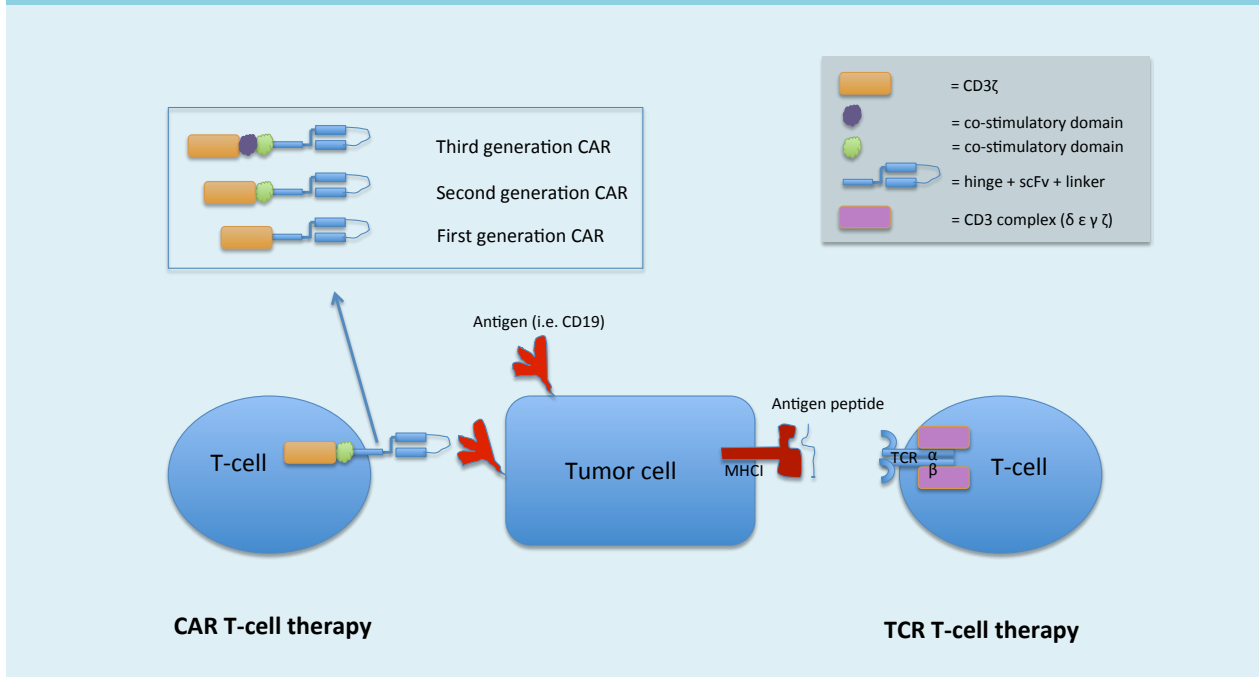 = CD3ζ
= co-stimulatory domain
= co-stimulatory domain
= hinge + scFv + linker
= CD3 complex (δ ε γ ζ)
Third generation CAR
Second generation CAR
First generation CAR
Antigen (i.e. CD19)
Antigen peptide
T-cell
Tumor cell
MHCI
TCR
α
β
T-cell
CAR T-cell therapy
TCR T-cell therapy